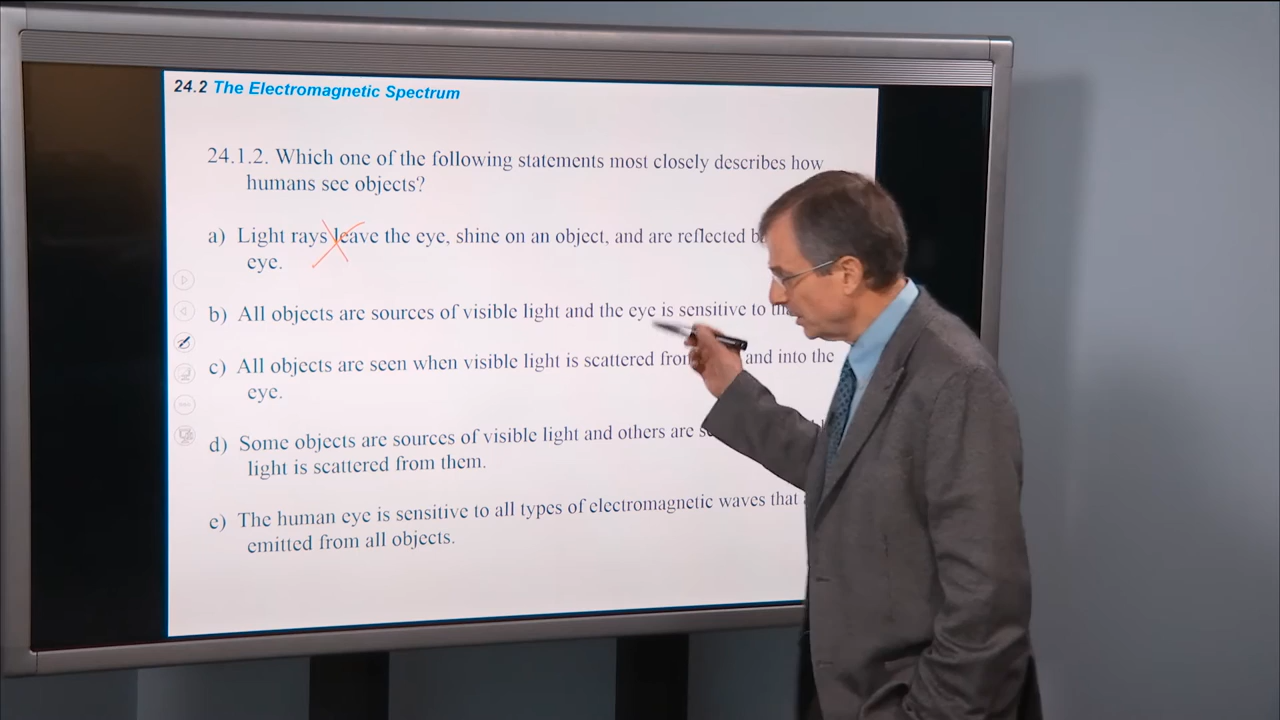 24.2 The Electromagnetic Spectrum
24.1.2. Which one of the following statements most closely describes how
humans see objects?
a) Light rays leave the eye, shine on an object, and are reflected
eye.
b) All objects are sources of visible light and the eye is sensitive to
c) All objects are seen when visible light is scattered from and into the
eye.
d) Some objects are sources of visible light and others are
light is scattered from them.
e) The human eye is sensitive to all types of electromagnetic waves that
emitted from all objects.